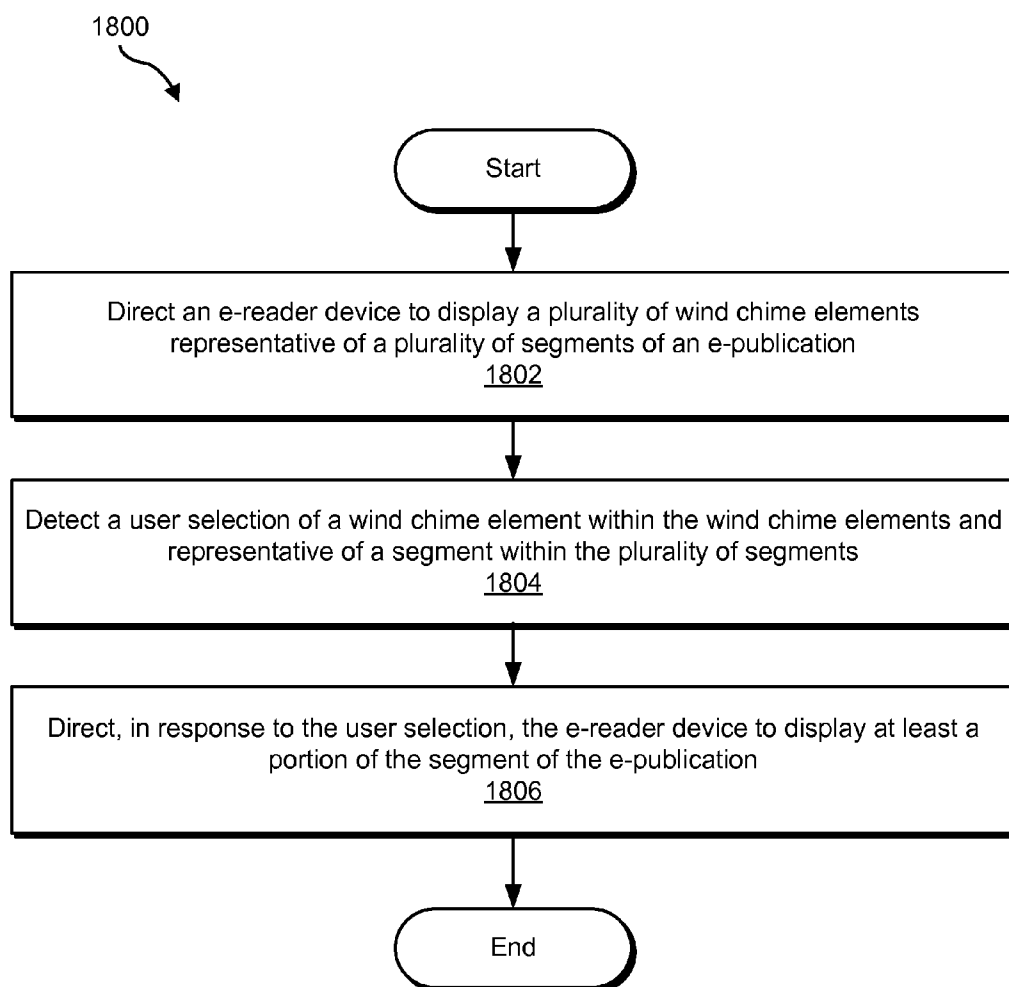 1800
Start
Direct an e-reader device to display a plurality of wind chime elements
representative of a plurality of segments of an e-publication
1802
Detect a user selection of a wind chime element within the wind chime elements and
representative of a segment within the plurality of segments
1804
Direct, in response to the user selection, the e-reader device to display at least a
portion of the segment of the e-publication
1806
End